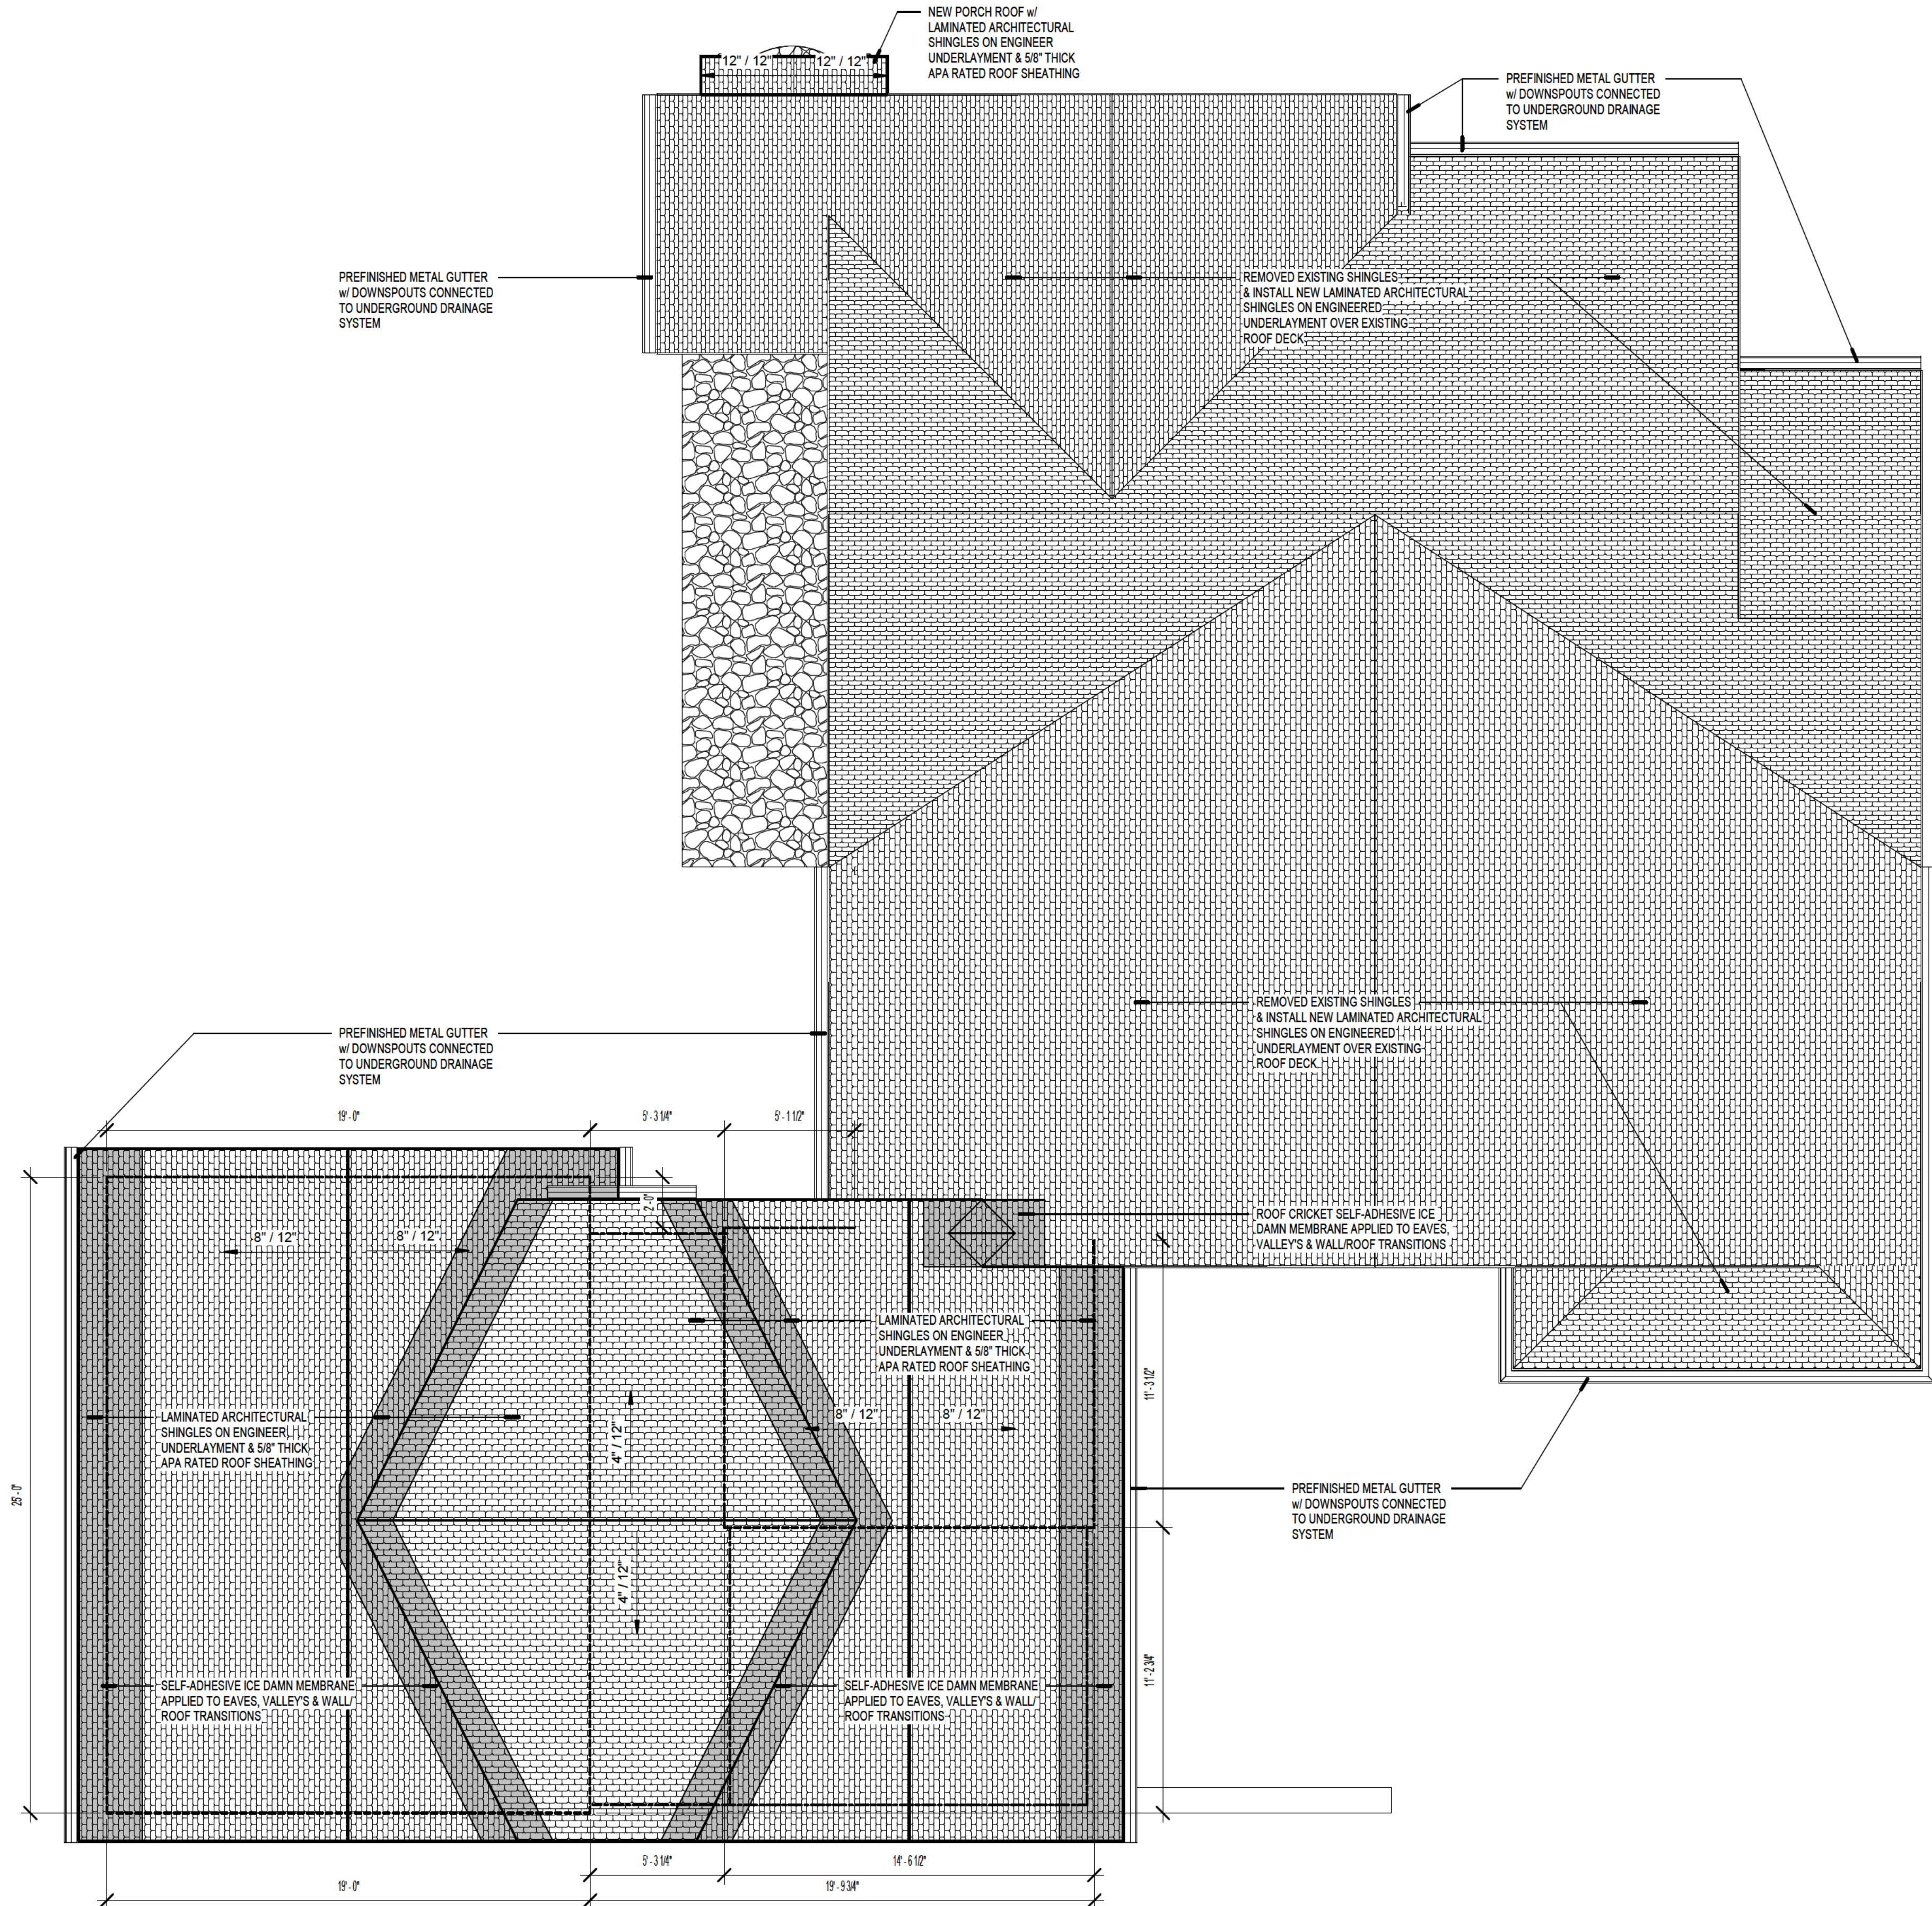 NEW PORCH ROOF w/
LAMINATED ARCHITECTURAL
SHINGLES ON ENGINEER
UNDERLAYMENT & 5/8" THICK
APA RATED ROOF SHEATHING
12" / 12"
12" / 12"
PREFINISHED METAL GUTTER
w/ DOWNSPOUTS CONNECTED
TO UNDERGROUND DRAINAGE
SYSTEM
PREFINISHED METAL GUTTER
w/ DOWNSPOUTS CONNECTED
TO UNDERGROUND DRAINAGE
SYSTEM
REMOVED EXISTING SHINGLES
& INSTALL NEW LAMINATED ARCHITECTURAL
SHINGLES ON ENGINEERED
UNDERLAYMENT OVER EXISTING
ROOF DECK
PREFINISHED METAL GUTTER
w/ DOWNSPOUTS CONNECTED
TO UNDERGROUND DRAINAGE
SYSTEM
REMOVED EXISTING SHINGLES
& INSTALL NEW LAMINATED ARCHITECTURAL
SHINGLES ON ENGINEERED
UNDERLAYMENT OVER EXISTING
ROOF DECK
19' - 0"
5' - 3 1/4"
5' - 1 1/2"
2' - 0"
8" / 12"
8" / 12"
ROOF CRICKET SELF-ADHESIVE ICE
DAMN MEMBRANE APPLIED TO EAVES,
VALLEY'S & WALL/ROOF TRANSITIONS
LAMINATED ARCHITECTURAL
SHINGLES ON ENGINEER
UNDERLAYMENT & 5/8" THICK
APA RATED ROOF SHEATHING
11' - 3 1/2"
LAMINATED ARCHITECTURAL
SHINGLES ON ENGINEER
UNDERLAYMENT & 5/8" THICK
APA RATED ROOF SHEATHING
4" / 12"
8" / 12"
8" / 12"
26' - 0"
PREFINISHED METAL GUTTER
w/ DOWNSPOUTS CONNECTED
TO UNDERGROUND DRAINAGE
SYSTEM
4" / 12"
11' - 2 3/4"
SELF-ADHESIVE ICE DAMN MEMBRANE
APPLIED TO EAVES, VALLEY'S & WALL/
ROOF TRANSITIONS
SELF-ADHESIVE ICE DAMN MEMBRANE
APPLIED TO EAVES, VALLEY'S & WALL/
ROOF TRANSITIONS
5' - 3 1/4"
14' - 6 1/2"
19' - 0"
19' - 9 3/4"